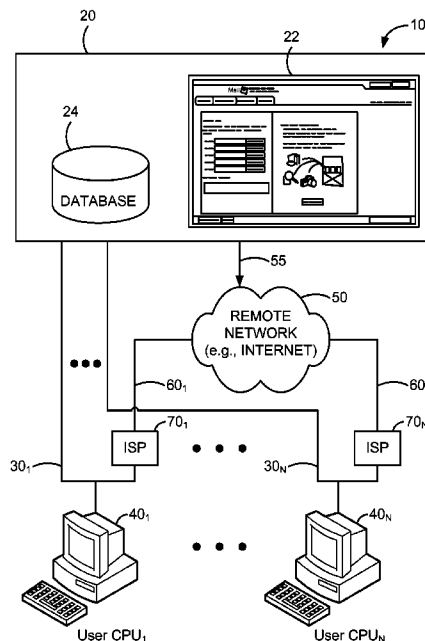 20
10
22
24
DATABASE
55
50
REMOTE
NETWORK
(e.g., INTERNET)
60₁
60
70₁
70N
ISP
ISP
30₁
30N
40₁
40N
User CPU₁
User CPUN